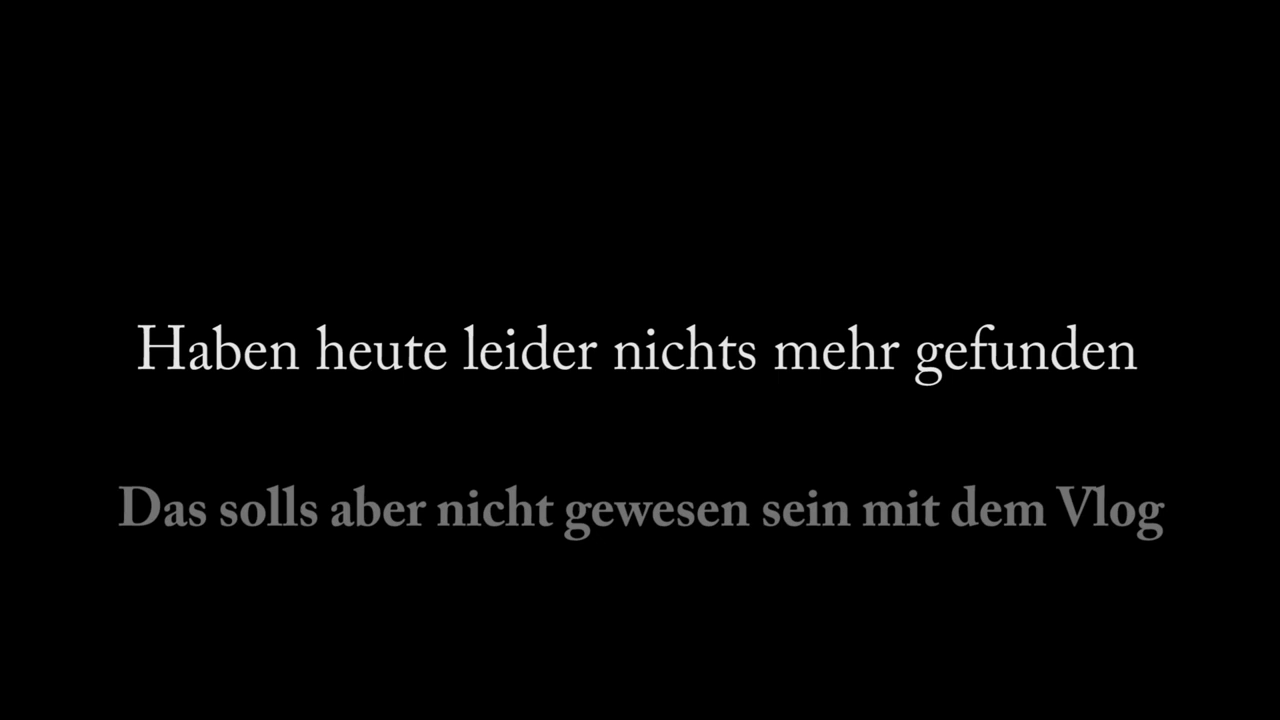 Haben heute leider nichts mehr gefunden
Das solls aber nicht gewesen sein mit dem Vlog